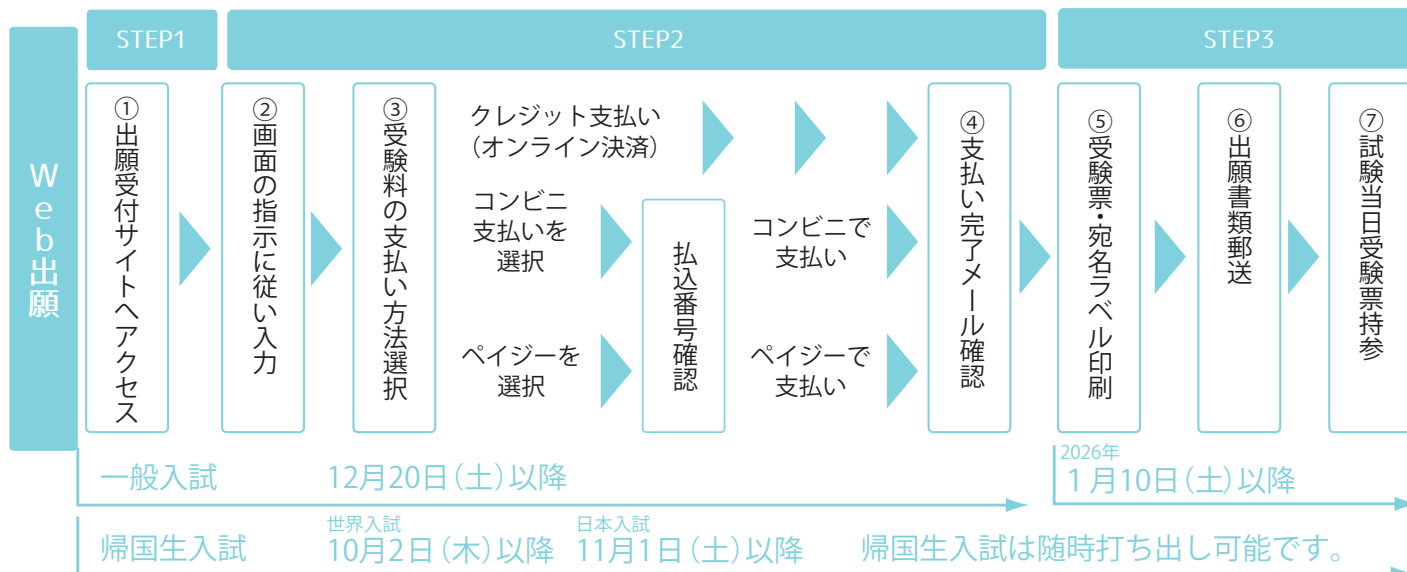 Web出願
STEP1
STEP2
STEP3
①出願受付サイトへアクセス
②画面の指示に従い入力
③受験料の支払い方法選択
クレジット支払い
（オンライン決済）
コンビニ
支払いを
選択
ペイジーを
選択
払込番号確認
コンビニで
支払い
ペイジーで
支払い
④支払い完了メール確認
⑤受験票・宛名ラベル印刷
⑥出願書類郵送
⑦試験当日受験票持参
一般入試 12月20日（土）以降
2026年
1月10日（土）以降
帰国生入試
世界入試
10月2日（木）以降
日本入試
11月1日（土）以降
帰国生入試は随時打ち出し可能です。